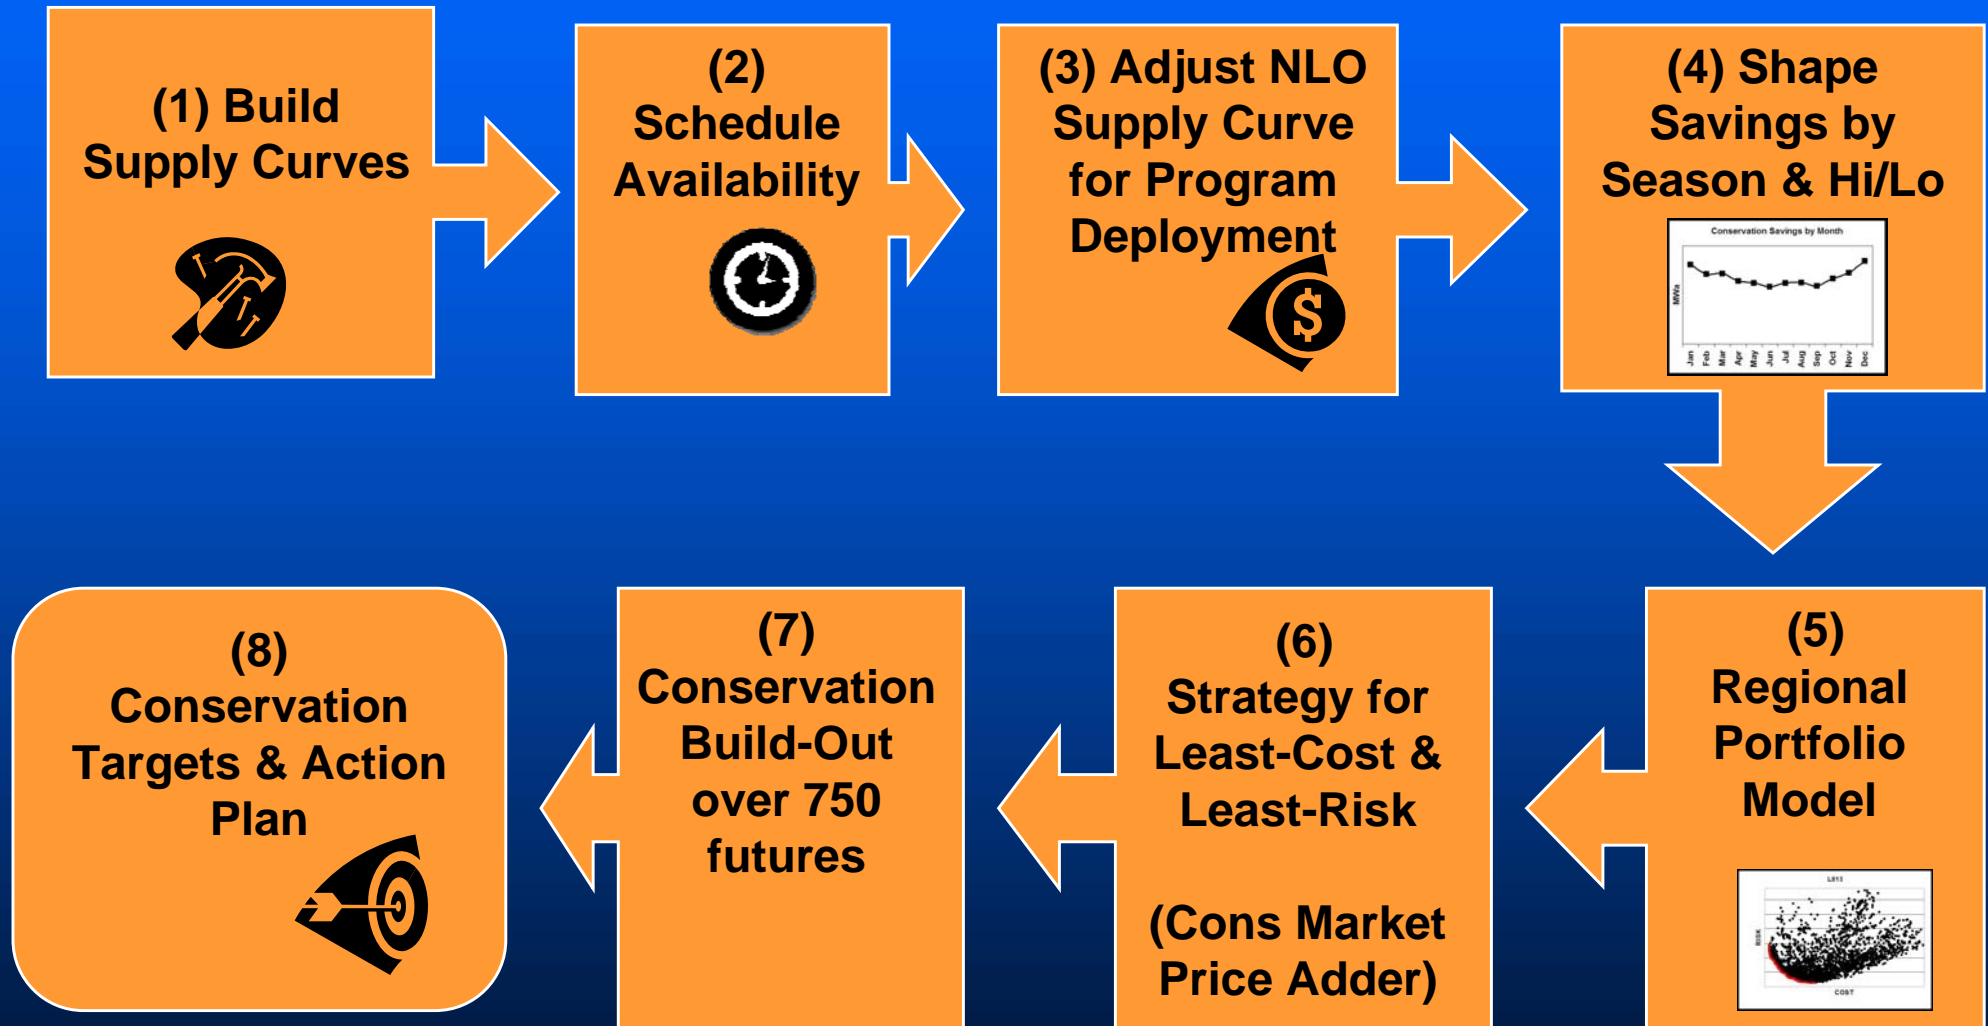 (1) Build
Supply Curves
(2)
Schedule
Availability
(3) Adjust NLO
Supply Curve
for Program
Deployment
$
(4) Shape
Savings by
Season & Hi/Lo
Conservation Savings by Month
MWa
Jan
Feb
Mar
Apr
May
Jun
Jul
Aug
Sep
Oct
Nov
Dec
(5)
Regional
Portfolio
Model
L813
RISK
COST
(6)
Strategy for
Least-Cost &
Least-Risk
(Cons Market
Price Adder)
(7)
Conservation
Build-Out
over 750
futures
(8)
Conservation
Targets & Action
Plan